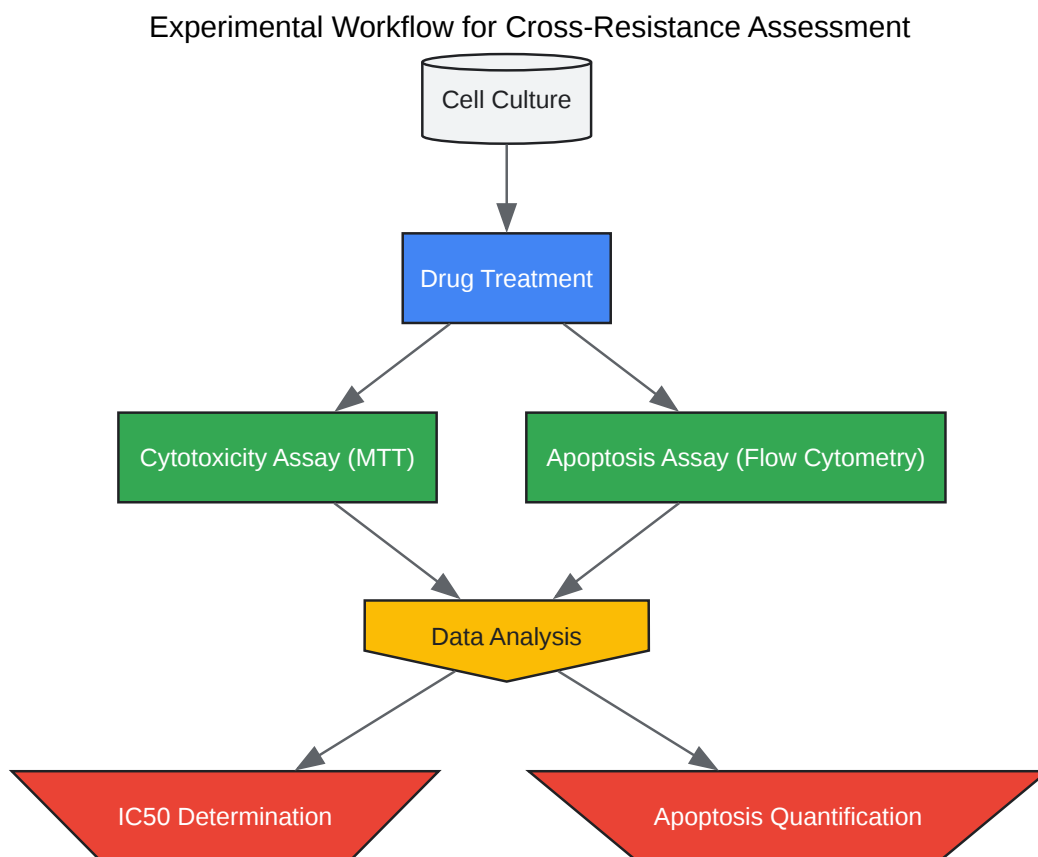 Experimental Workflow for Cross-Resistance Assessment
Cell Culture
Drug Treatment
Cytotoxicity Assay (MTT)
Apoptosis Assay (Flow Cytometry)
Data Analysis
IC50 Determination
Apoptosis Quantification